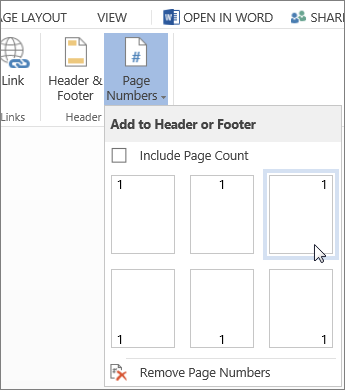 AGE LAYOUT VIEW OPEN IN WORD SHAR
Link
Header &
Footer
Page
Numbers
Links
Header
#
Add to Header or Footer
Include Page Count
1 1 1
1 1 1
Remove Page Numbers